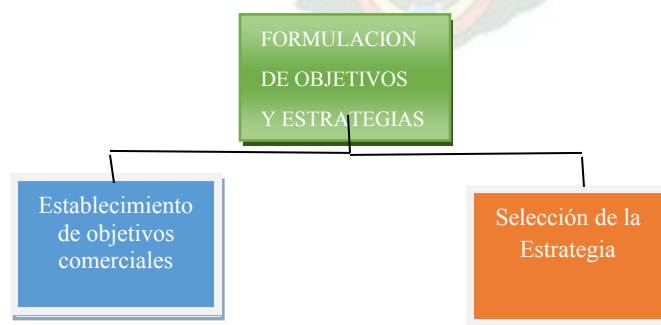 FORMULACION
DE OBJETIVOS
Y ESTRATEGIAS
Establecimiento
de objetivos
comerciales
Selección de la
Estrategia